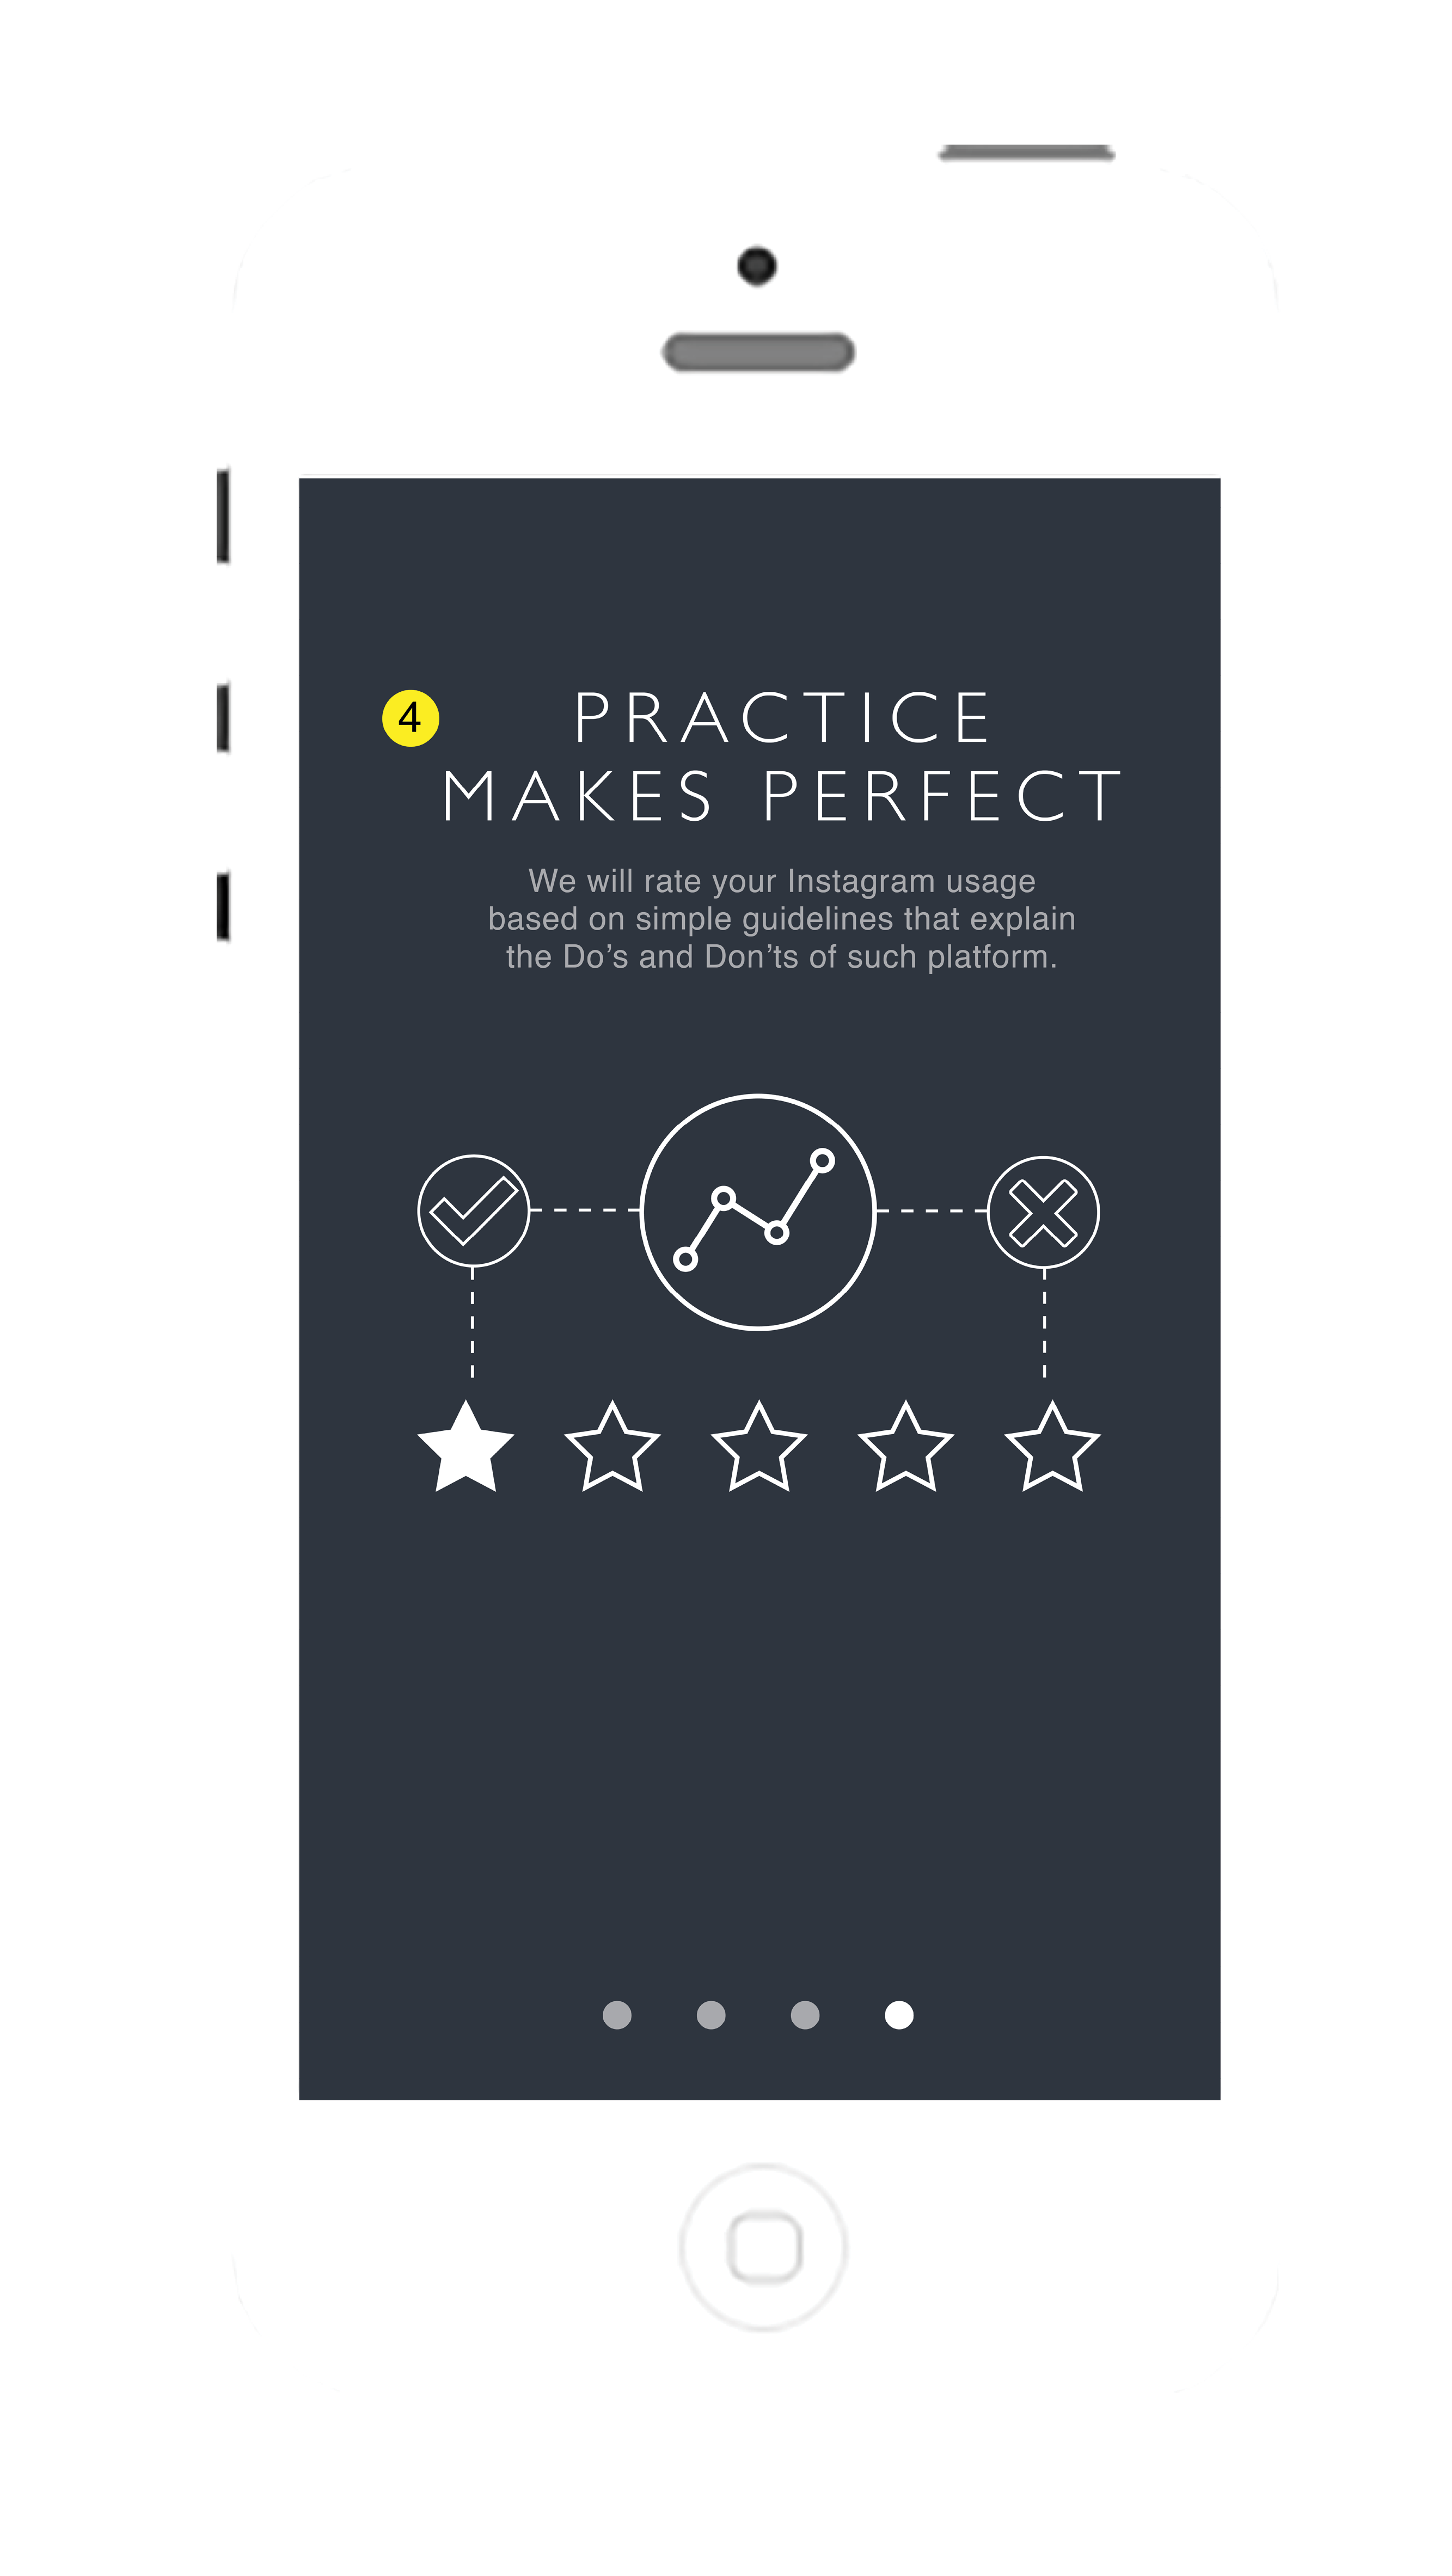 4
PRACTICE
MAKES PERFECT
We will rate your Instagram usage
based on simple guidelines that explain
the Do’s and Don’ts of such platform.